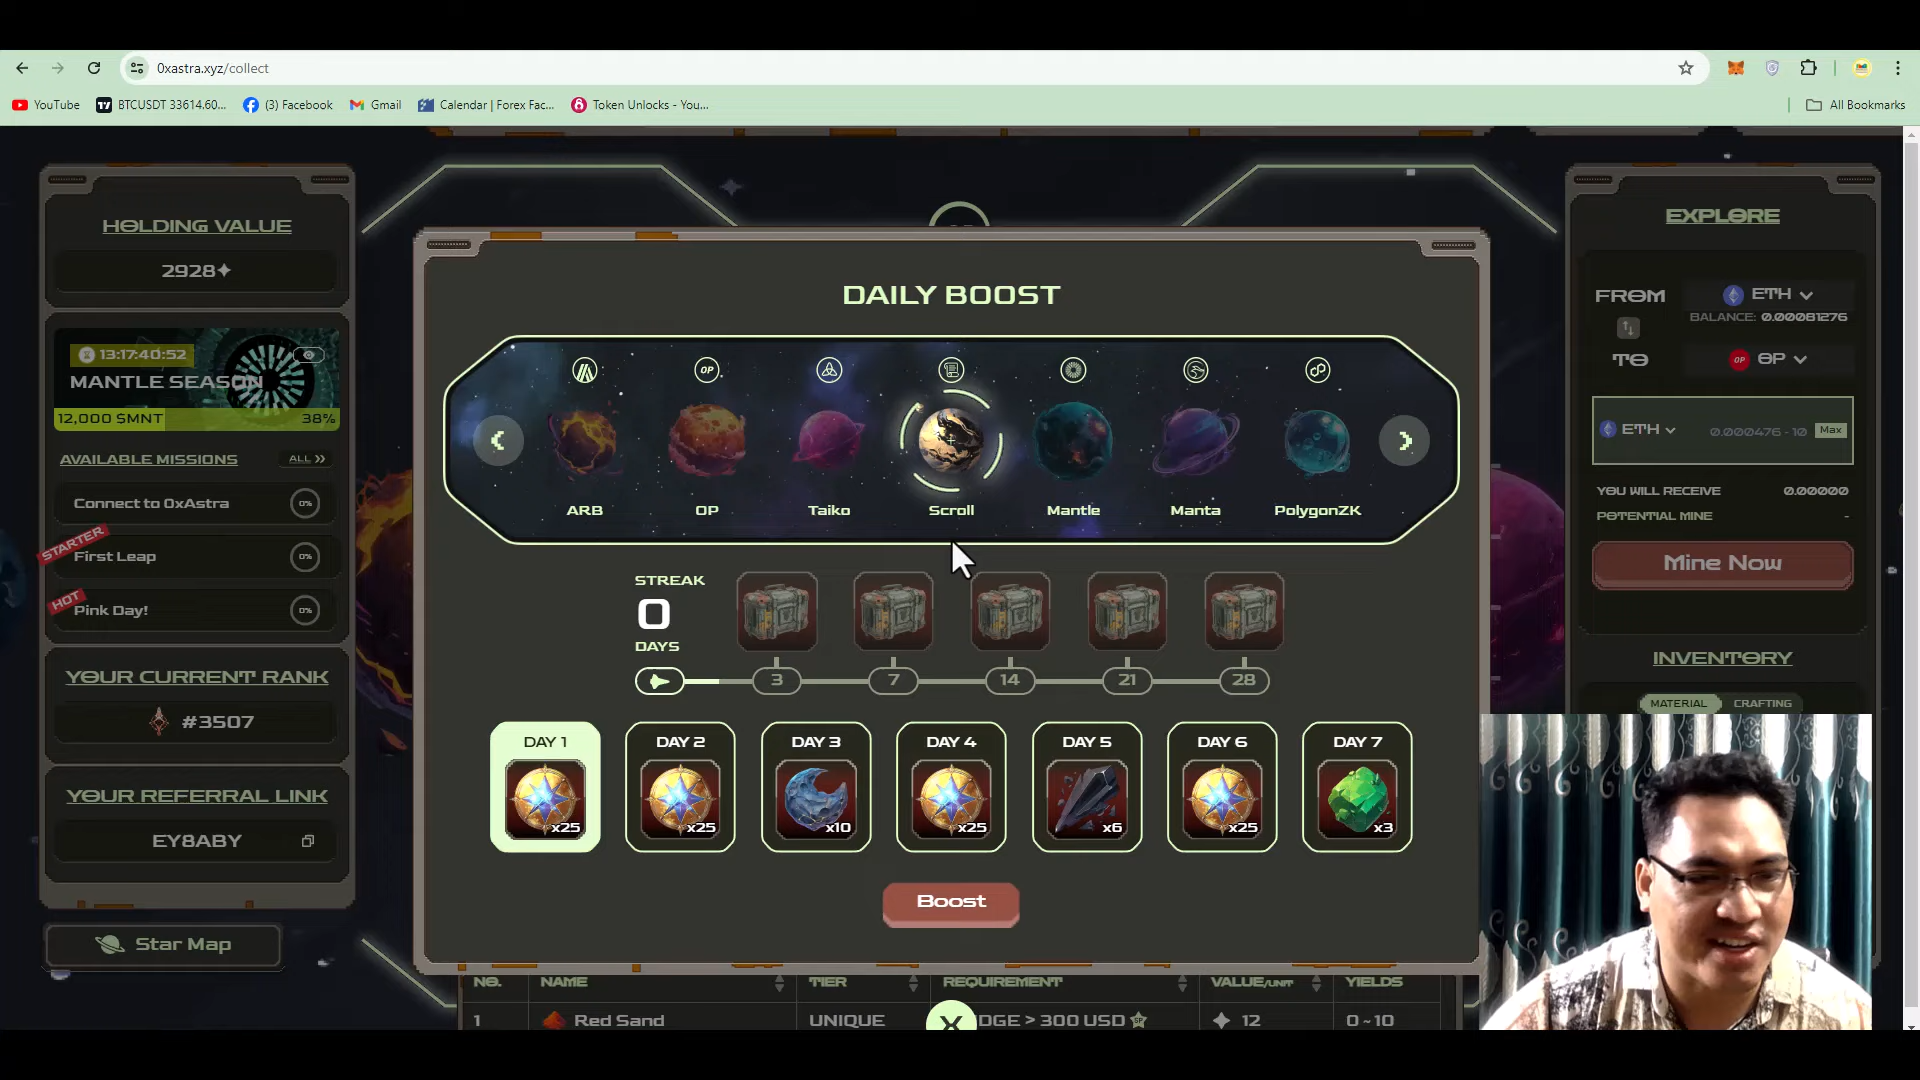 0xastra.xyz/collect
YouTube
BTCUSDT 33614.60...
(3) Facebook
Gmail
Calendar | Forex Fac...
Token Unlocks - You...
All Bookmarks
HOLDING VALUE
2928
13:17:40:52
MANTLE SEASON
12,000 $MNT 38%
AVAILABLE MISSIONS ALL
Connect to 0xAstra 0%
STARTER
First Leap 0%
HOT
Pink Day! 0%
YOUR CURRENT RANK
#3507
YOUR REFERRAL LINK
EY8ABY
Star Map
DAILY BOOST
OP
ARB OP Taiko Scroll Mantle Manta PolygonZK
STREAK
0
DAYS
3 7 14 21 28
DAY 1 DAY 2 DAY 3 DAY 4 DAY 5 DAY 6 DAY 7
x25 x25 x10 x25 x6 x25 x3
Boost
NO. NAME TIER REQUIREMENT VALUE/UNIT YIELDS
1 Red Sand UNIQUE DGE > 300 USD 12 0~10
X
EXPLORE
FROM ETH
BALANCE: 0.00081276
TO OP OP
ETH 0.000476 - 10 Max
YOU WILL RECEIVE 0.00000
POTENTIAL MINE -
Mine Now
INVENTORY
MATERIAL CRAFTING